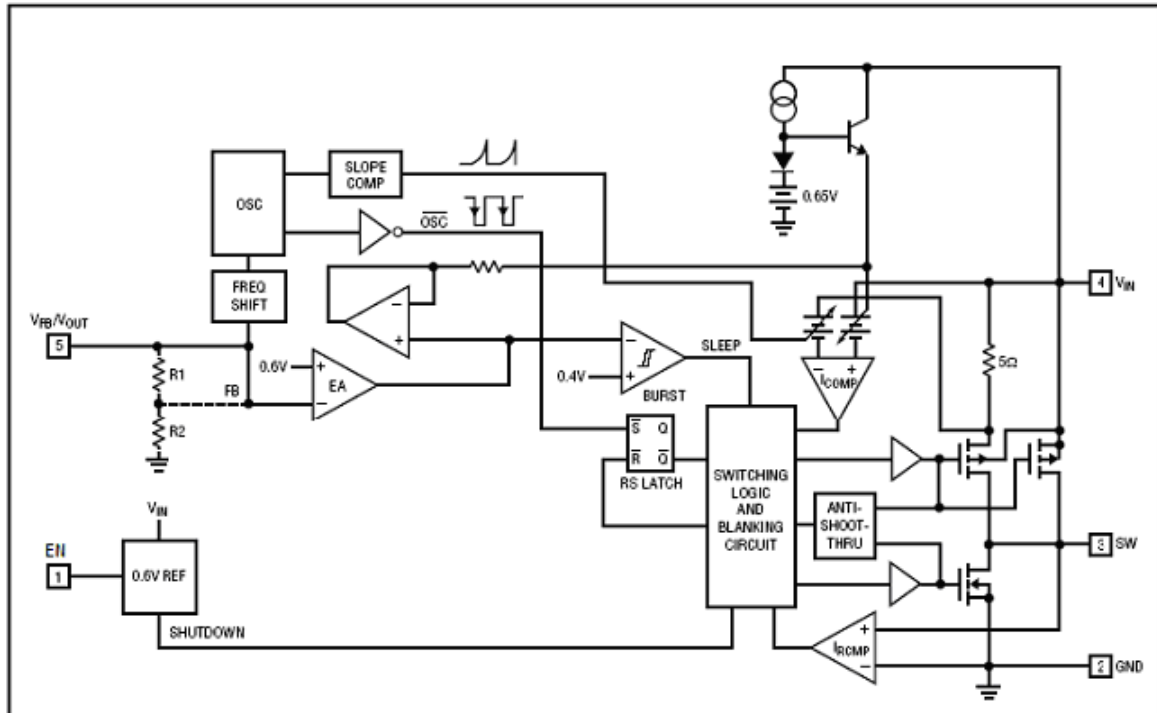 0.65V
SLOPE
COMP
OSC
OSC
FREQ
SHIFT
4
VIN
VFB/VOUT
5
−
+
−
+
SLEEP
−
+
ICOMP
5Ω
R1
0.6V
+
EA
−
FB
0.4V
BURST
R2
S Q
R Q
RS LATCH
SWITCHING
LOGIC
AND
BLANKING
CIRCUIT
ANTI-
SHOOT-
THRU
VIN
3
SW
EN
1
0.6V REF
SHUTDOWN
+
IRCMP
−
2
GND